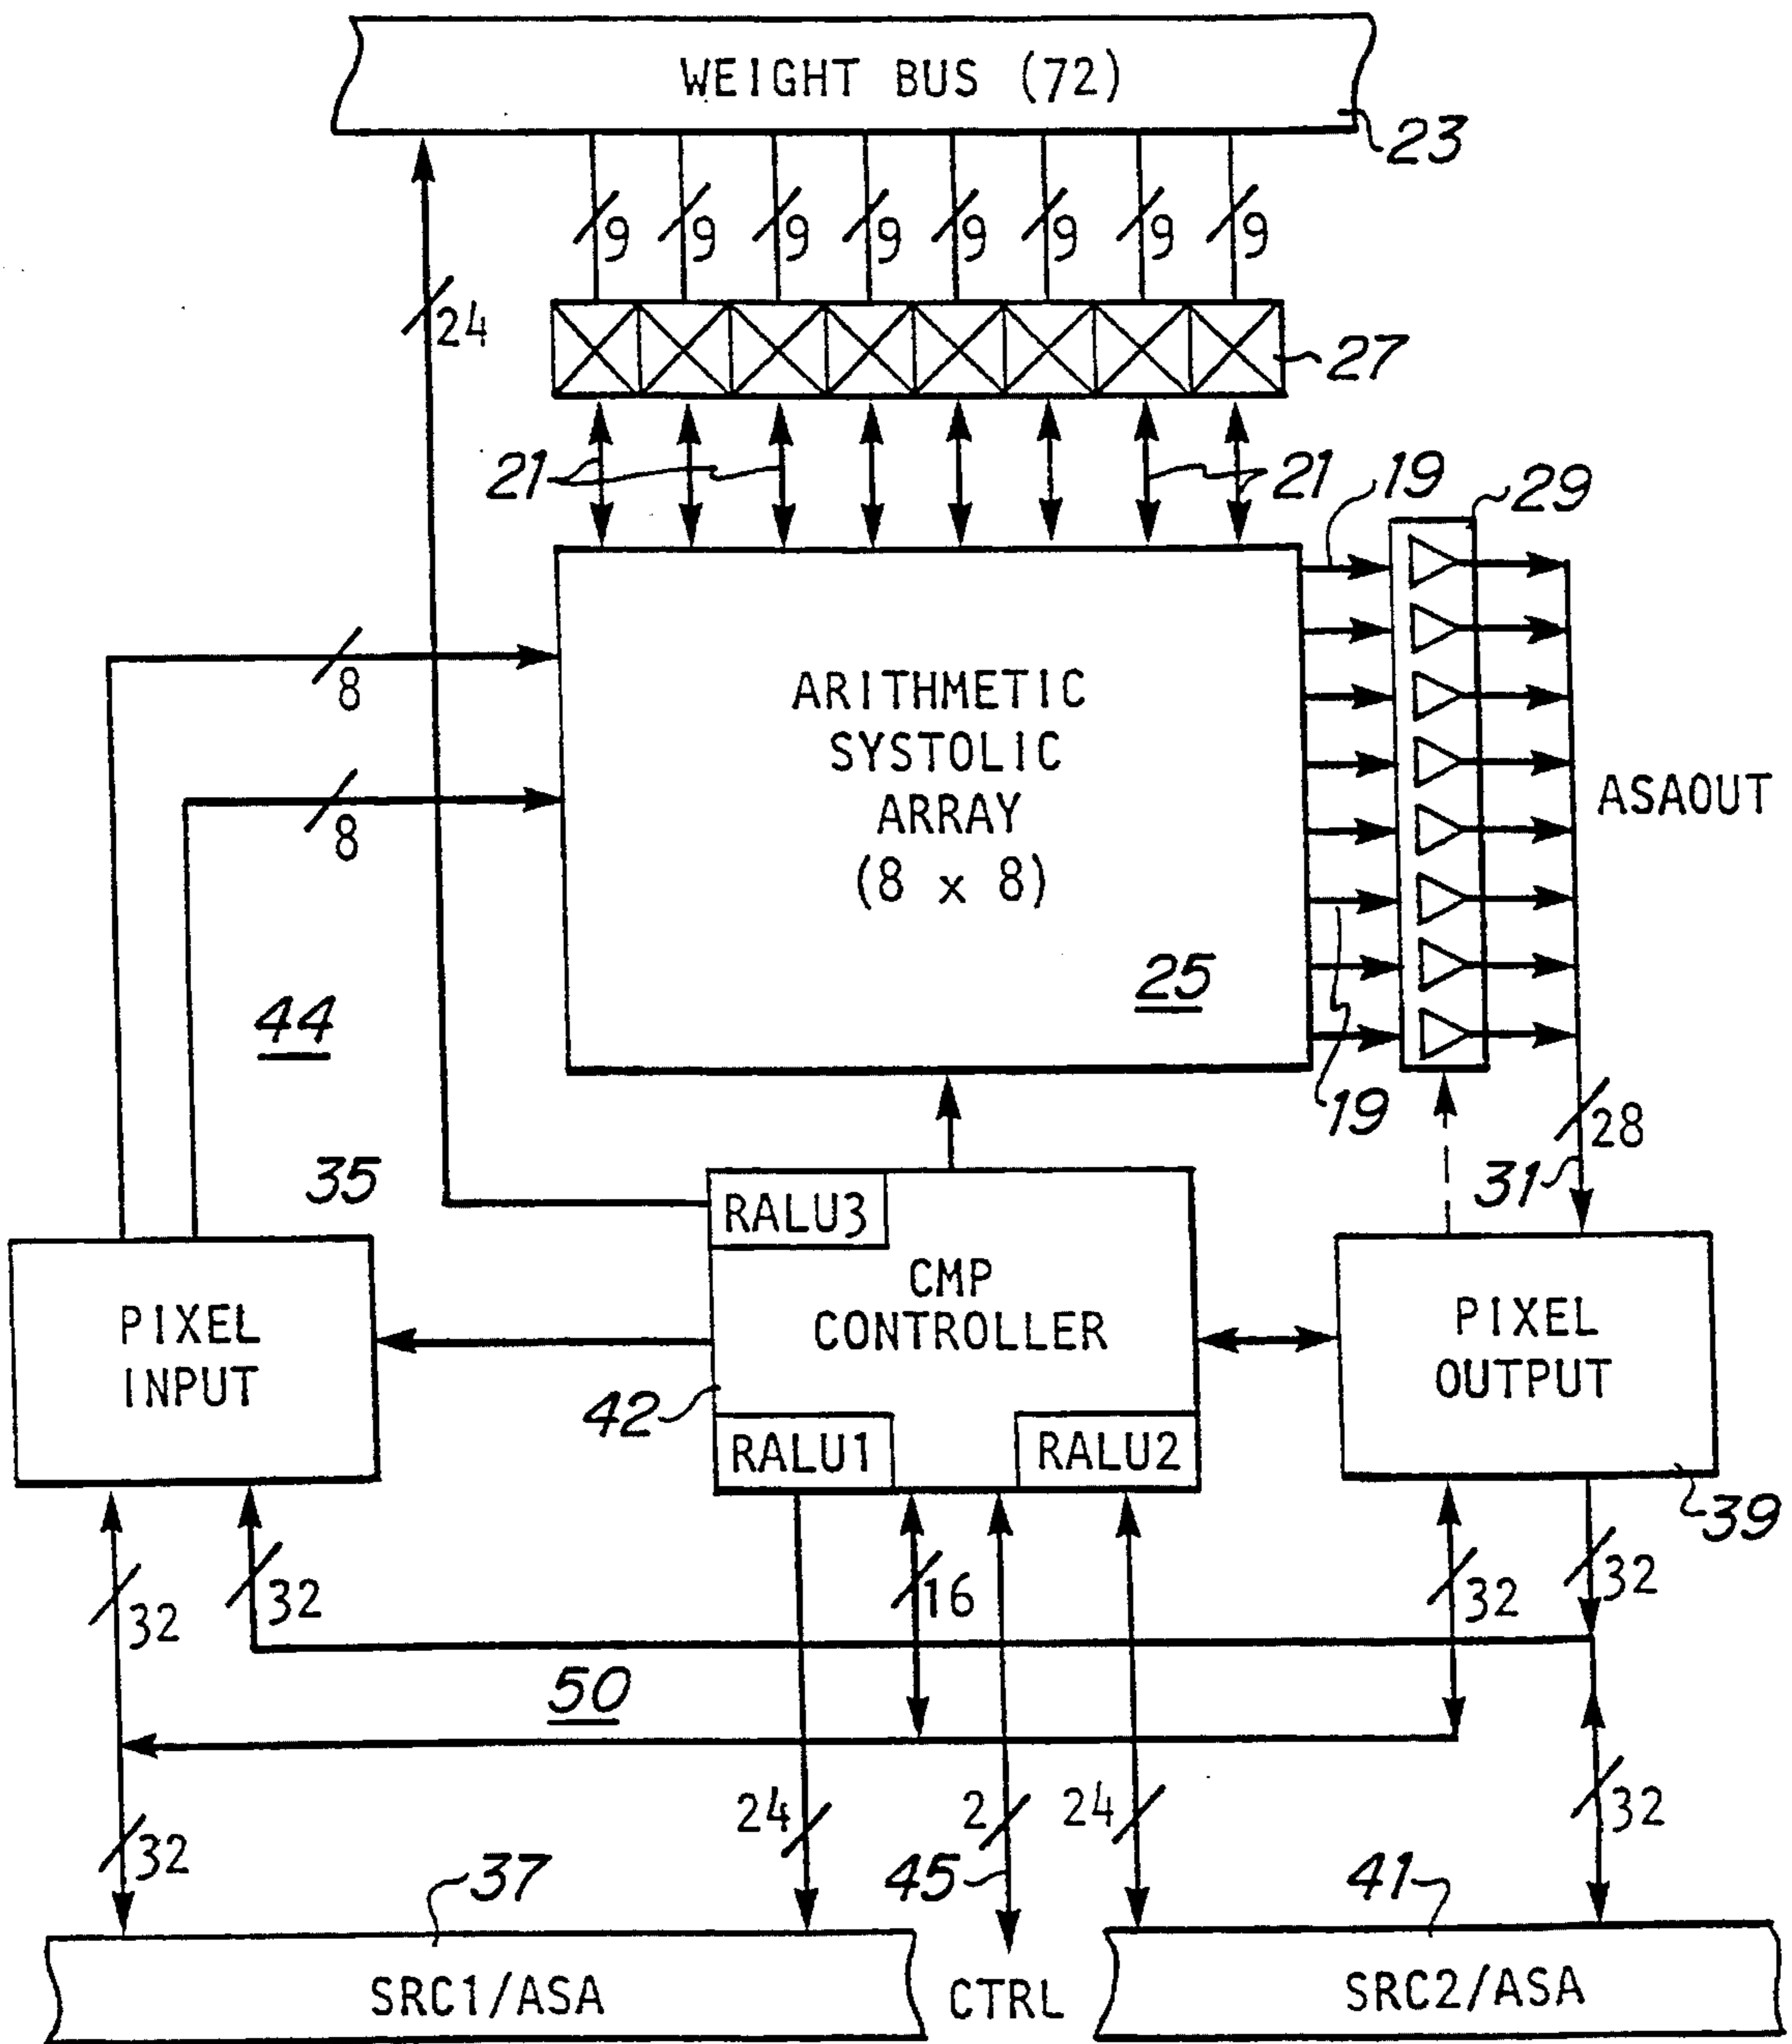 WEIGHT BUS (72)
23
9 9 9 9 9 9 9 9
24
27
21
21
19
29
8
8
ARITHMETIC
SYSTOLIC
ARRAY
(8 x 8)
25
ASAOUT
44
19
28
31
35
RALU3
CMP
CONTROLLER
PIXEL
INPUT
PIXEL
OUTPUT
42
RALU1
RALU2
39
32
32
16
32
32
50
24
2
24
32
32
37
45
41
SRC1/ASA
CTRL
SRC2/ASA